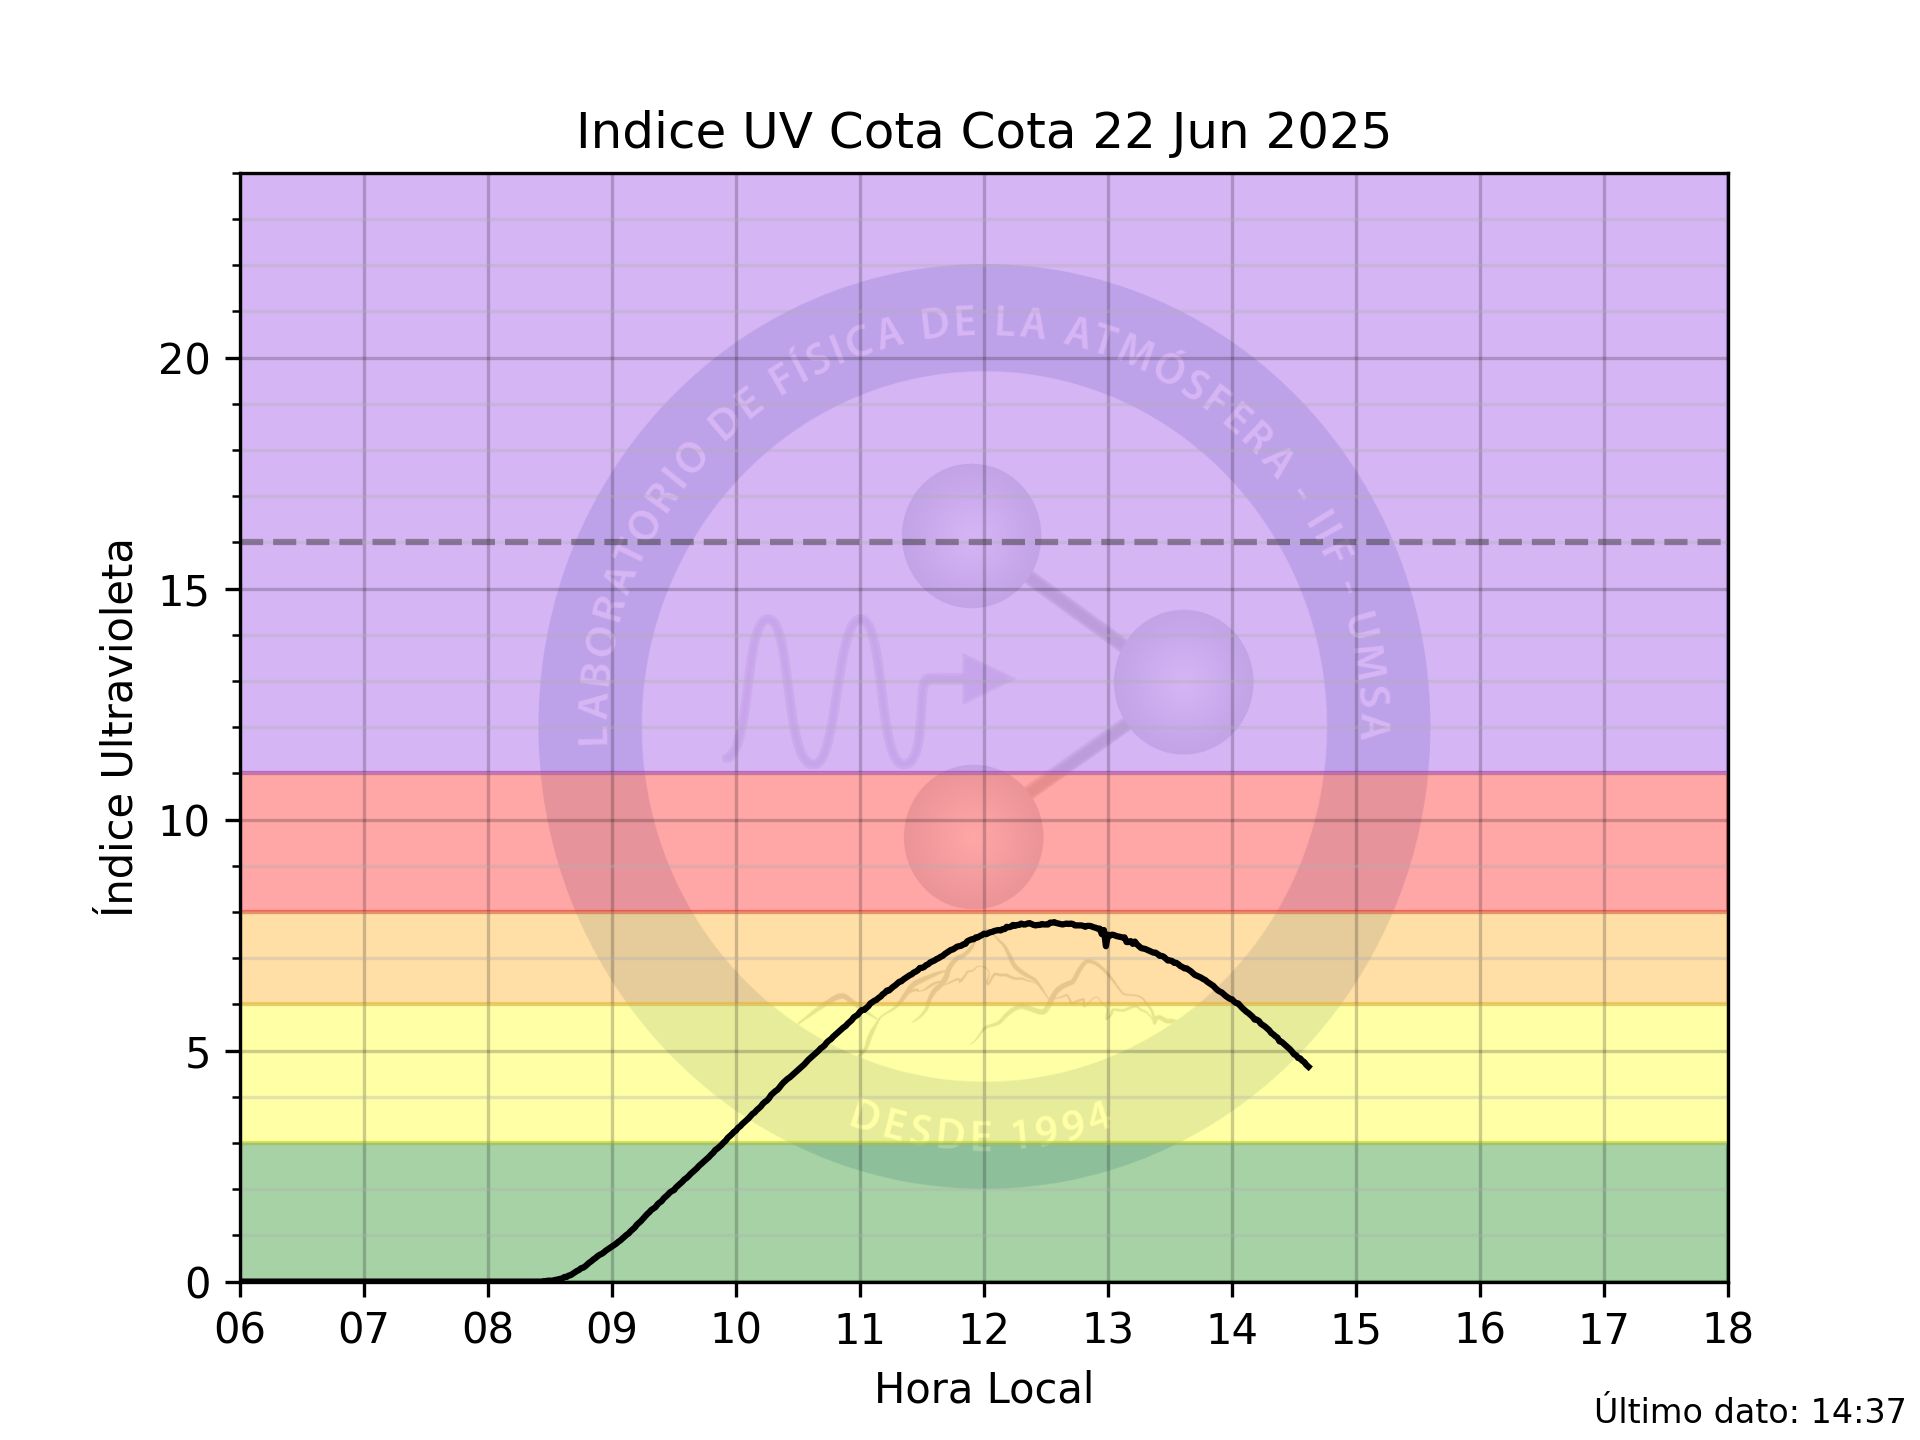 Indice UV Cota Cota 22 Jun 2025
LABORATORIO DE FÍSICA DE LA ATMÓSFERA - IIF - UMSA
20
15
10
5
0
Índice Ultravioleta
DESDE 1994
06 07 08 09 10 11 12 13 14 15 16 17 18
Hora Local
Último dato: 14:37